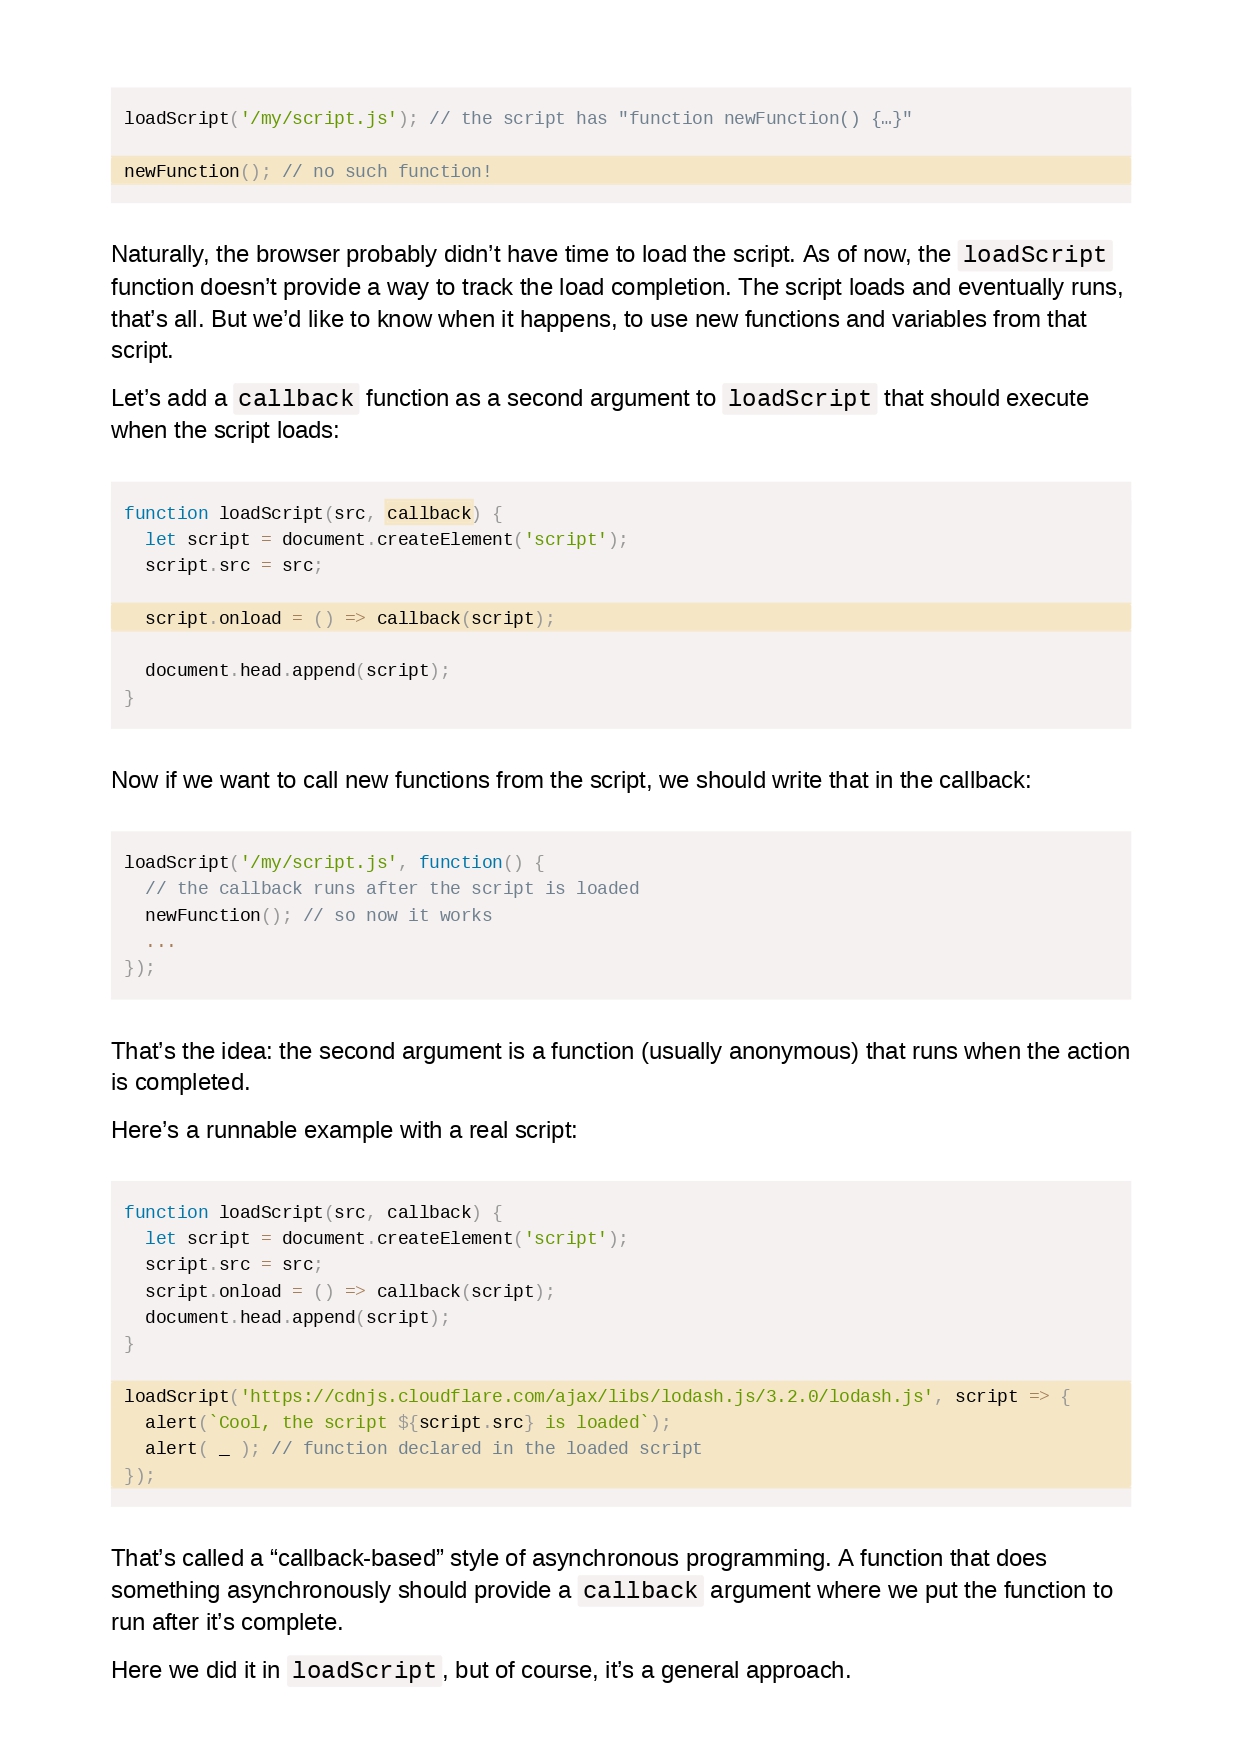 loadScript('/my/script.js'); // the script has "function newFunction() {…}"
newFunction(); // no such function!
Naturally, the browser probably didn’t have time to load the script. As of now, the loadScript
function doesn’t provide a way to track the load completion. The script loads and eventually runs,
that’s all. But we’d like to know when it happens, to use new functions and variables from that
script.
Let’s add a callback function as a second argument to loadScript that should execute
when the script loads:
function loadScript(src, callback) {
  let script = document.createElement('script');
  script.src = src;
  script.onload = () => callback(script);
  document.head.append(script);
}
Now if we want to call new functions from the script, we should write that in the callback:
loadScript('/my/script.js', function() {
  // the callback runs after the script is loaded
  newFunction(); // so now it works
  ...
});
That’s the idea: the second argument is a function (usually anonymous) that runs when the action
is completed.
Here’s a runnable example with a real script:
function loadScript(src, callback) {
  let script = document.createElement('script');
  script.src = src;
  script.onload = () => callback(script);
  document.head.append(script);
}
loadScript('https://cdnjs.cloudflare.com/ajax/libs/lodash.js/3.2.0/lodash.js', script => {
  alert(`Cool, the script ${script.src} is loaded`);
  alert( _ ); // function declared in the loaded script
});
That’s called a “callback-based” style of asynchronous programming. A function that does
something asynchronously should provide a callback argument where we put the function to
run after it’s complete.
Here we did it in loadScript, but of course, it’s a general approach.